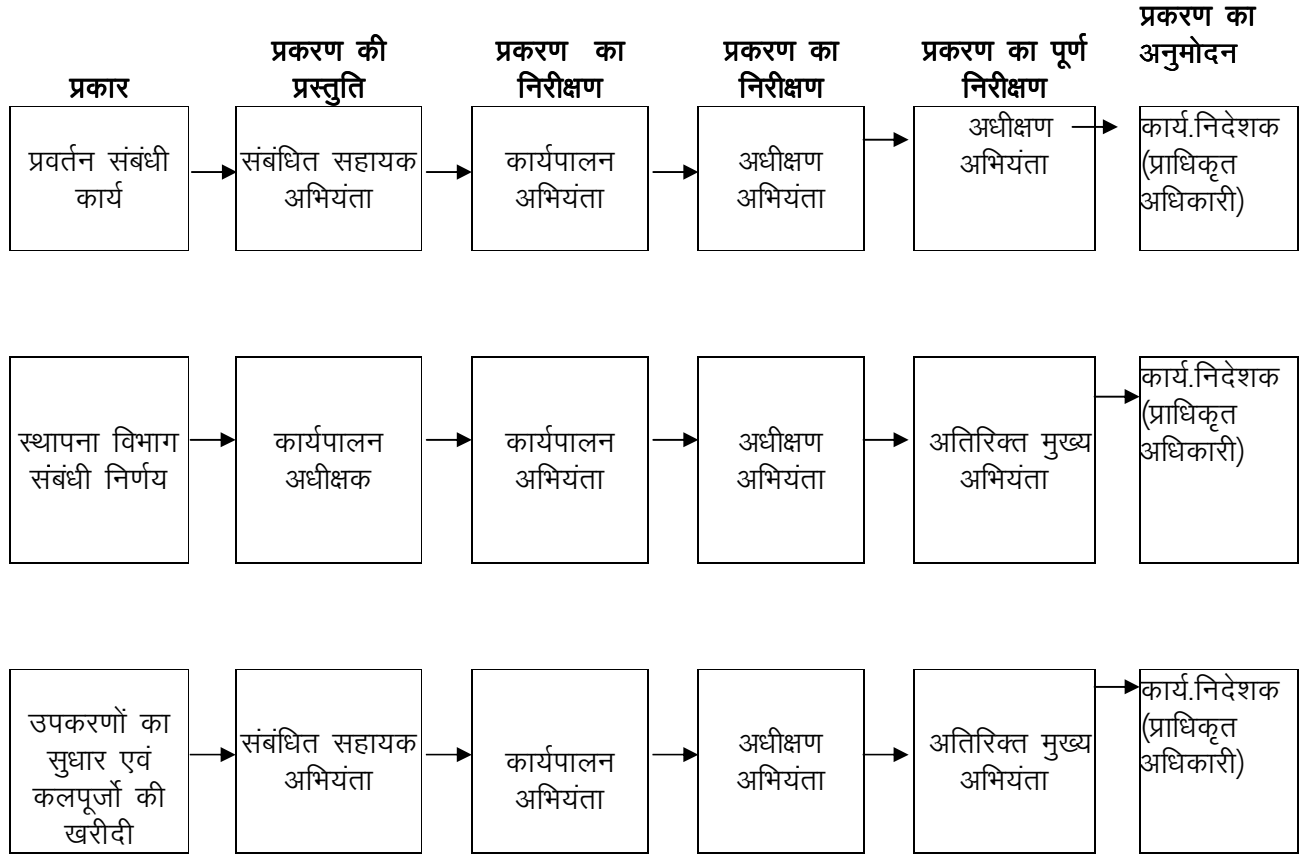 प्रकार
प्रकरण की
प्रस्तुति
प्रकरण का
निरीक्षण
प्रकरण का
निरीक्षण
प्रकरण का पूर्ण
निरीक्षण
प्रकरण का
अनुमोदन
प्रवर्तन संबंधी
कार्य
संबंधित सहायक
अभियंता
कार्यपालन
अभियंता
अधीक्षण
अभियंता
अधीक्षण
अभियंता
कार्य.निदेशक
(प्राधिकृत
अधिकारी)
स्थापना विभाग
संबंधी निर्णय
कार्यपालन
अधीक्षक
कार्यपालन
अभियंता
अधीक्षण
अभियंता
अतिरिक्त मुख्य
अभियंता
कार्य.निदेशक
(प्राधिकृत
अधिकारी)
उपकरणों का
सुधार एवं
कलपूर्जो की
खरीदी
संबंधित सहायक
अभियंता
कार्यपालन
अभियंता
अधीक्षण
अभियंता
अतिरिक्त मुख्य
अभियंता
कार्य.निदेशक
(प्राधिकृत
अधिकारी)